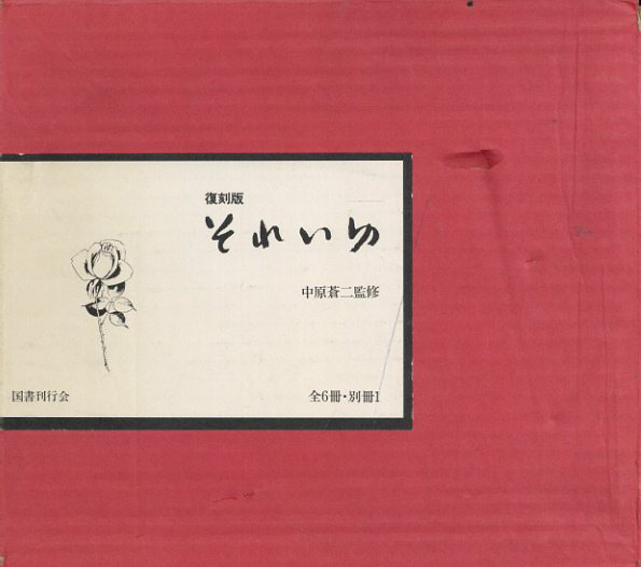 復刻版
それいゆ
中原蒼二監修
国書刊行会
全6冊・別冊1